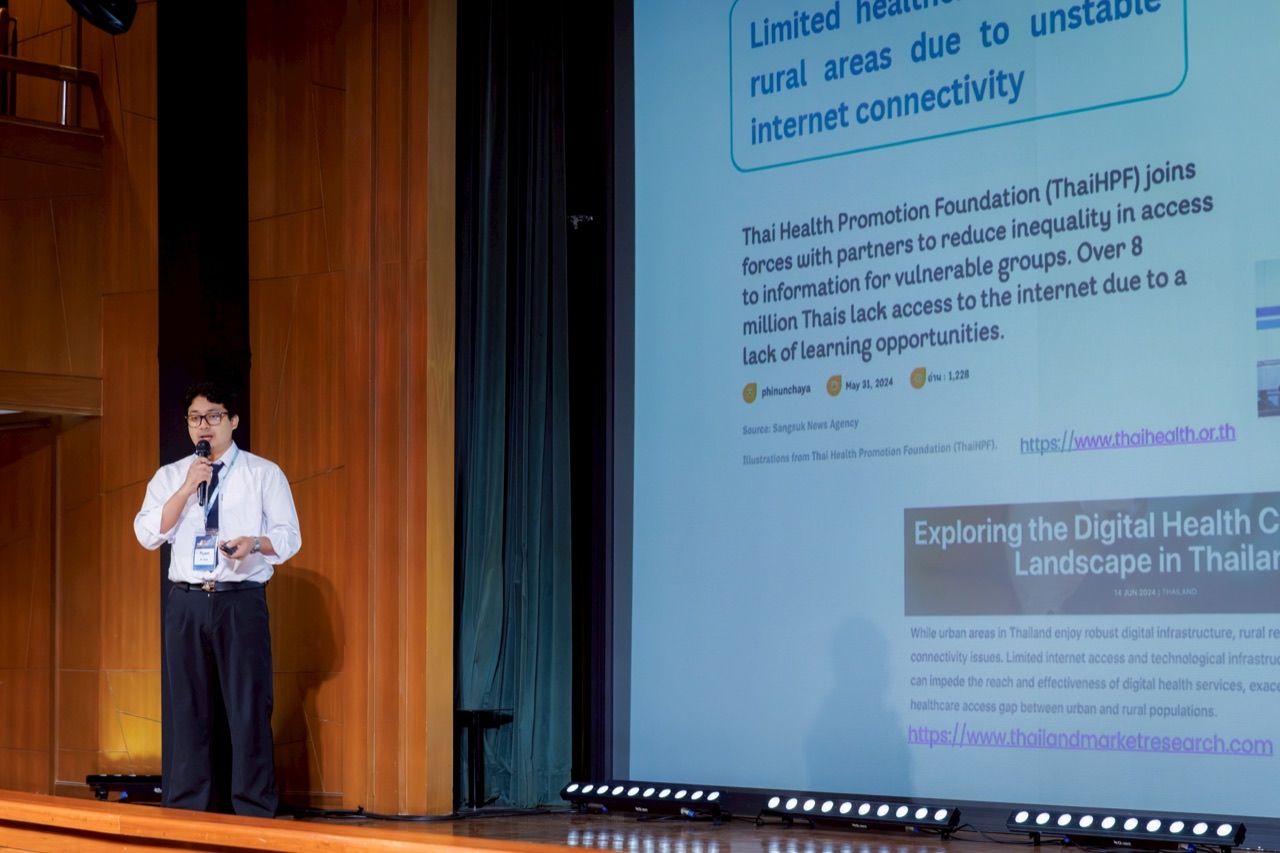 Limited
rural areas due to unstable
internet connectivity
Thai Health Promotion Foundation (ThaiHPF) joins
forces with partners to reduce inequality in access
to information for vulnerable groups. Over 8
million Thais lack access to the internet due to a
lack of learning opportunities.
phinunchaya May 31, 2024 อ่าน : 1,228
Source: Sangsuk News Agency
Illustrations from Thai Health Promotion Foundation (ThaiHPF).
https://www.thaihealth.or.th
Exploring the Digital Health C
Landscape in Thailan
14 JUN 2024 | THAILAND
While urban areas in Thailand enjoy robust digital infrastructure, rural re
connectivity issues. Limited internet access and technological infrastruc
can impede the reach and effectiveness of digital health services, exace
healthcare access gap between urban and rural populations.
https://www.thailandmarketresearch.com